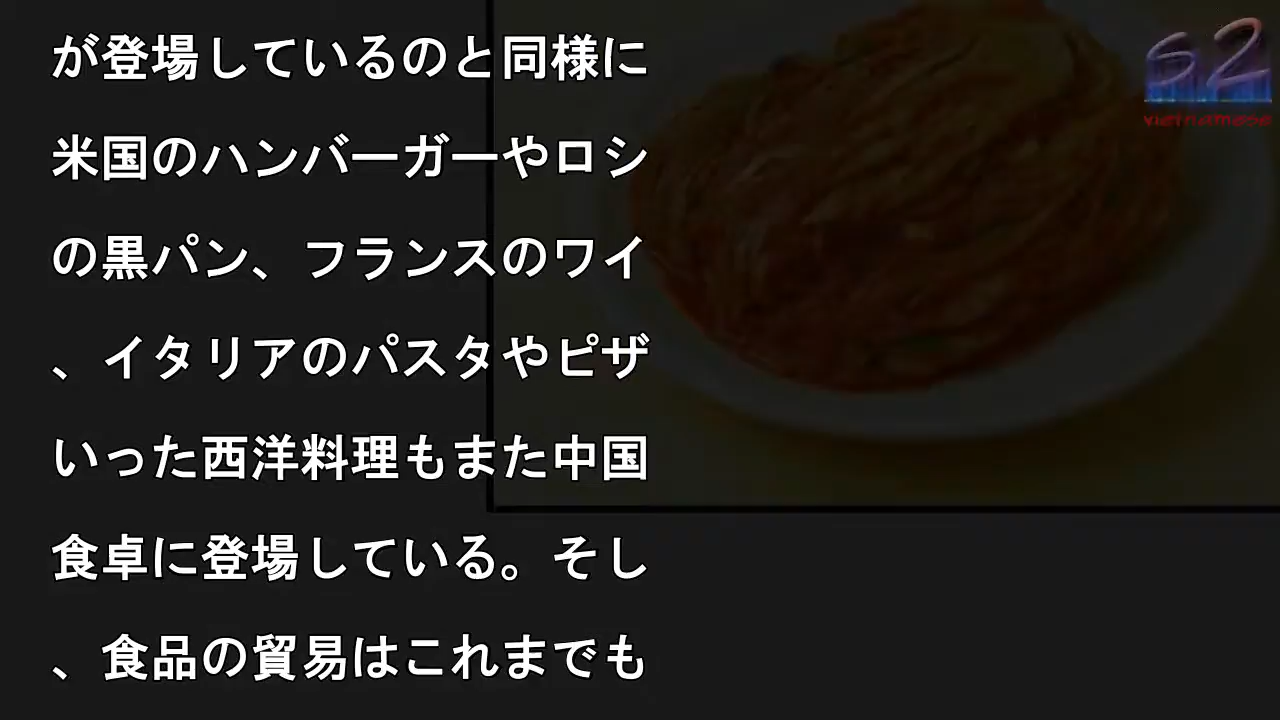 が登場しているのと同様に
米国のハンバーガーやロシ
の黒パン、フランスのワイ
、イタリアのパスタやピザ
いった西洋料理もまた中国
食卓に登場している。そし
、食品の貿易はこれまでも
S2
vietnamese